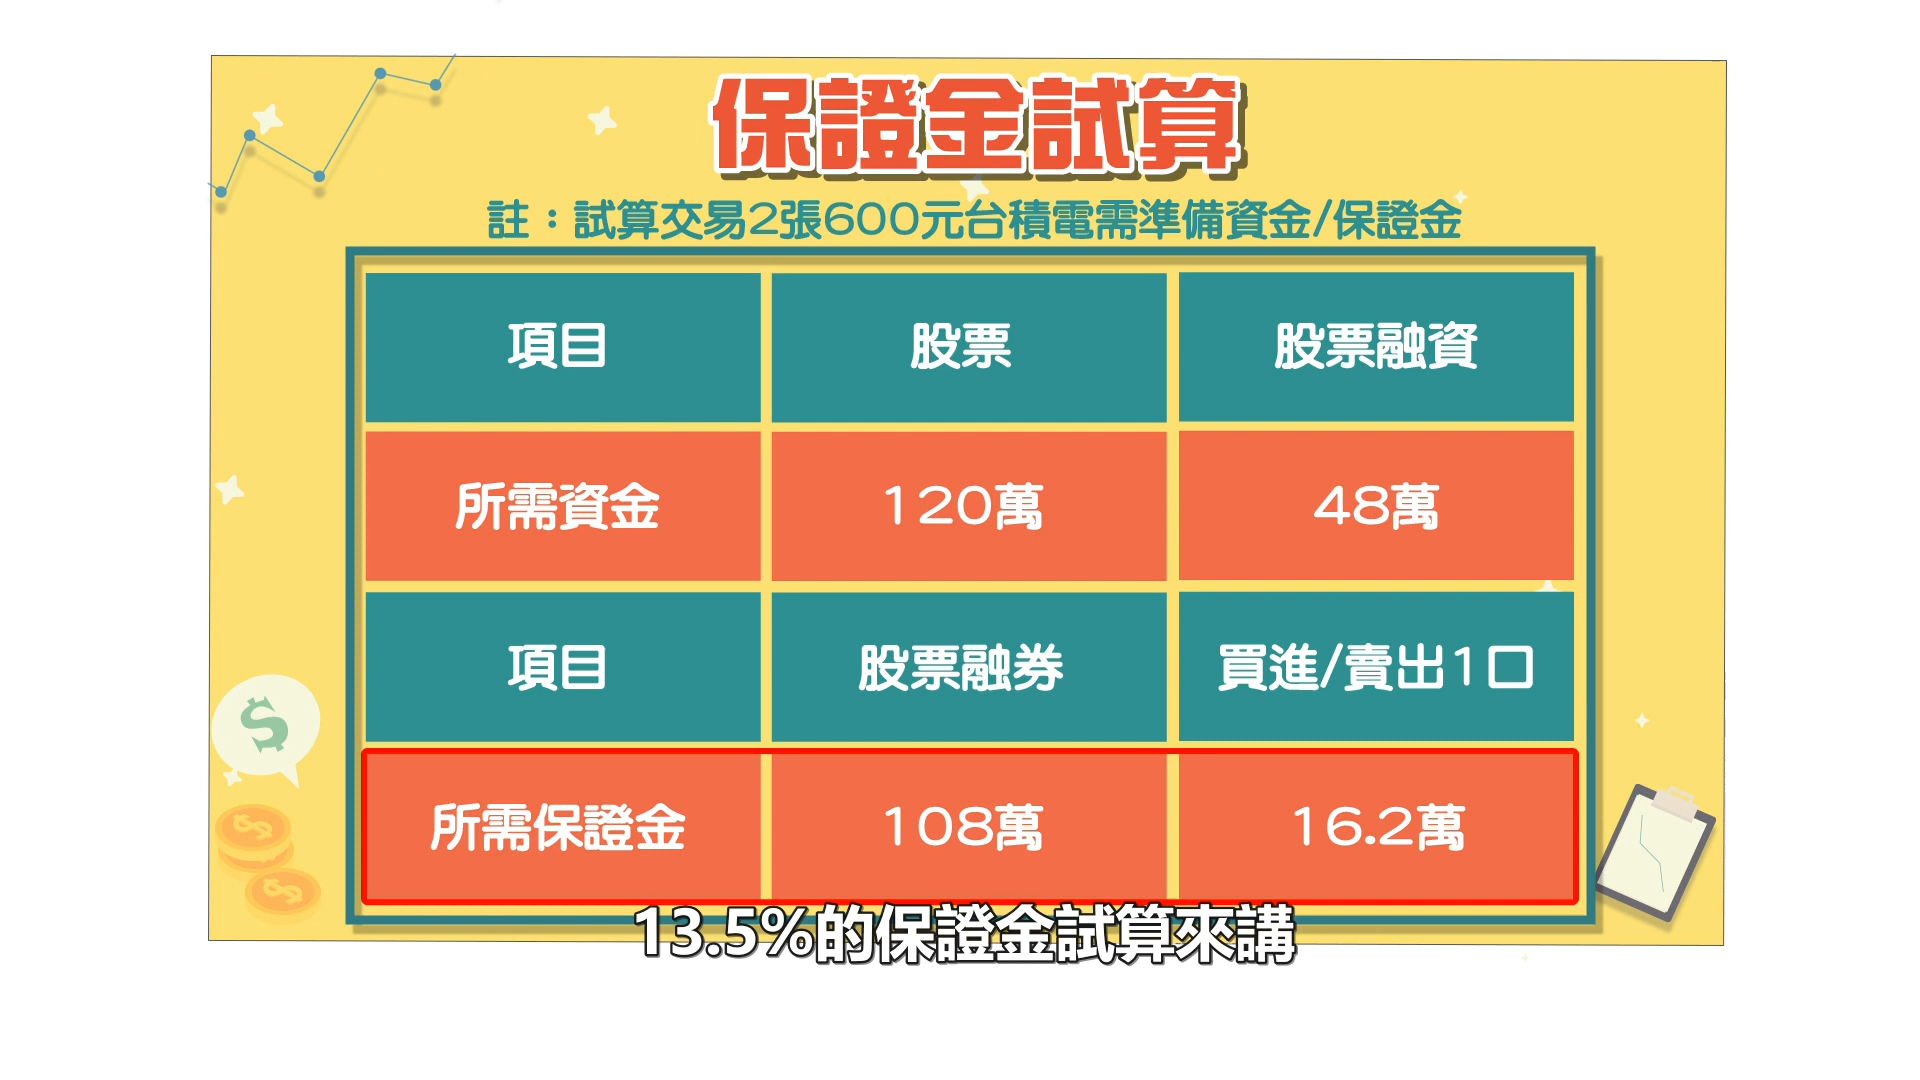 保證金試算
註：試算交易2張600元台積電需準備資金/保證金
項目 股票 股票融資
所需資金 120萬 48萬
項目 股票融券 買進/賣出1口
所需保證金 108萬 16.2萬
13.5%的保證金試算來講